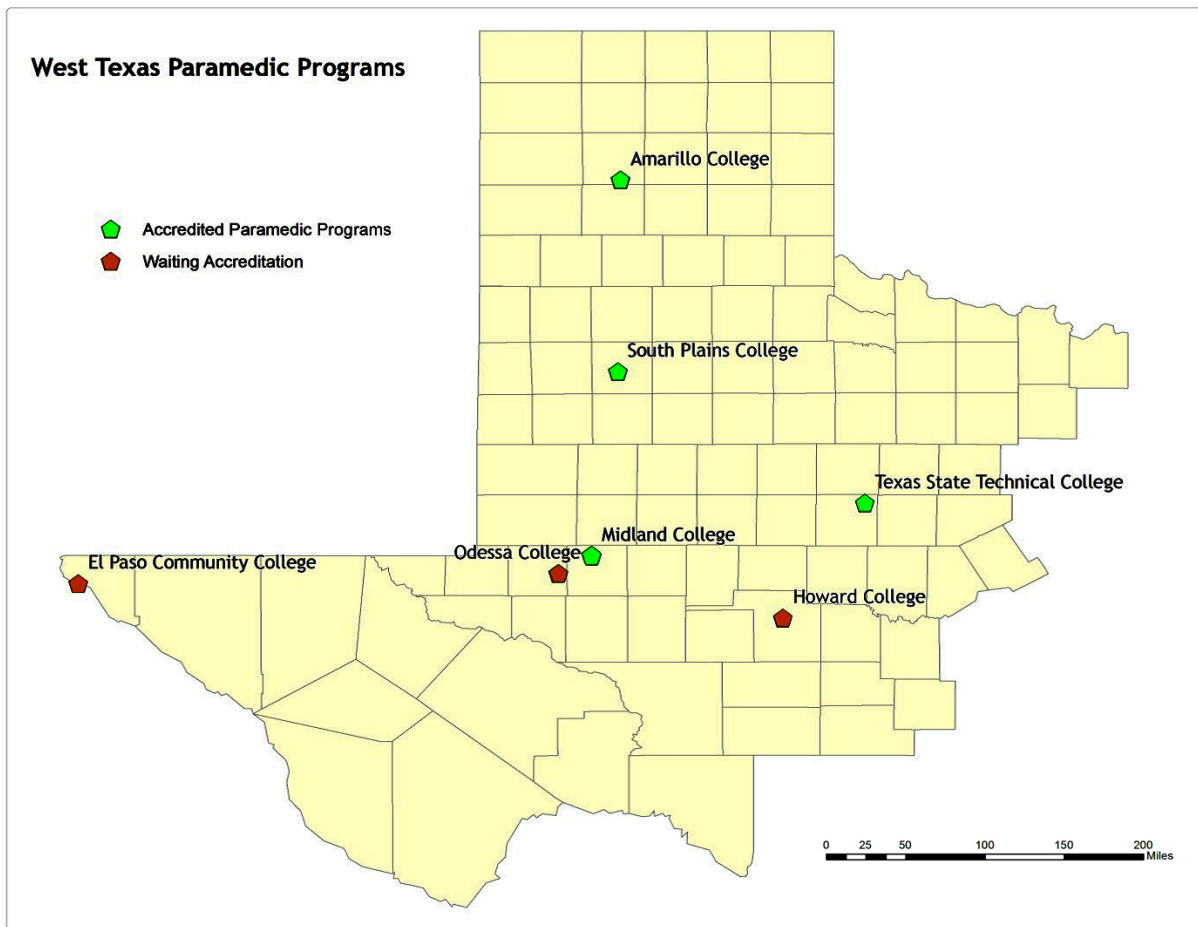 West Texas Paramedic Programs
Amarillo College
Accredited Paramedic Programs
Waiting Accreditation
South Plains College
Texas State Technical College
Midland College
Odessa College
El Paso Community College
Howard College
0 25 50 100 150 200
Miles